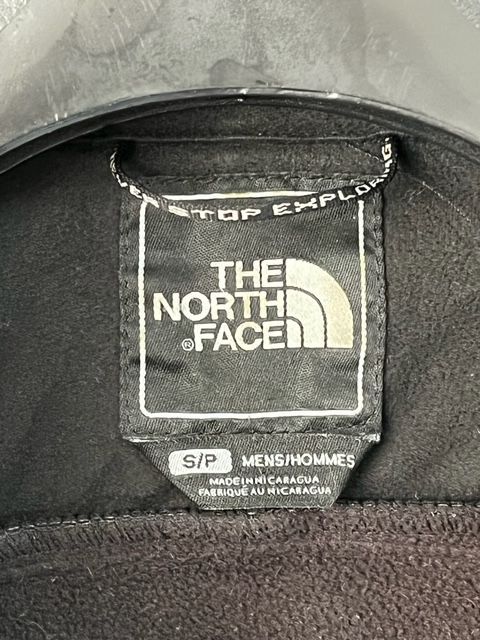 STOP EXPLORING.
THE
NORTH
® FACE
S/P MENS/HOMMES
MADE IN NICARAGUA
FABRIQUE AU NICARAGUA